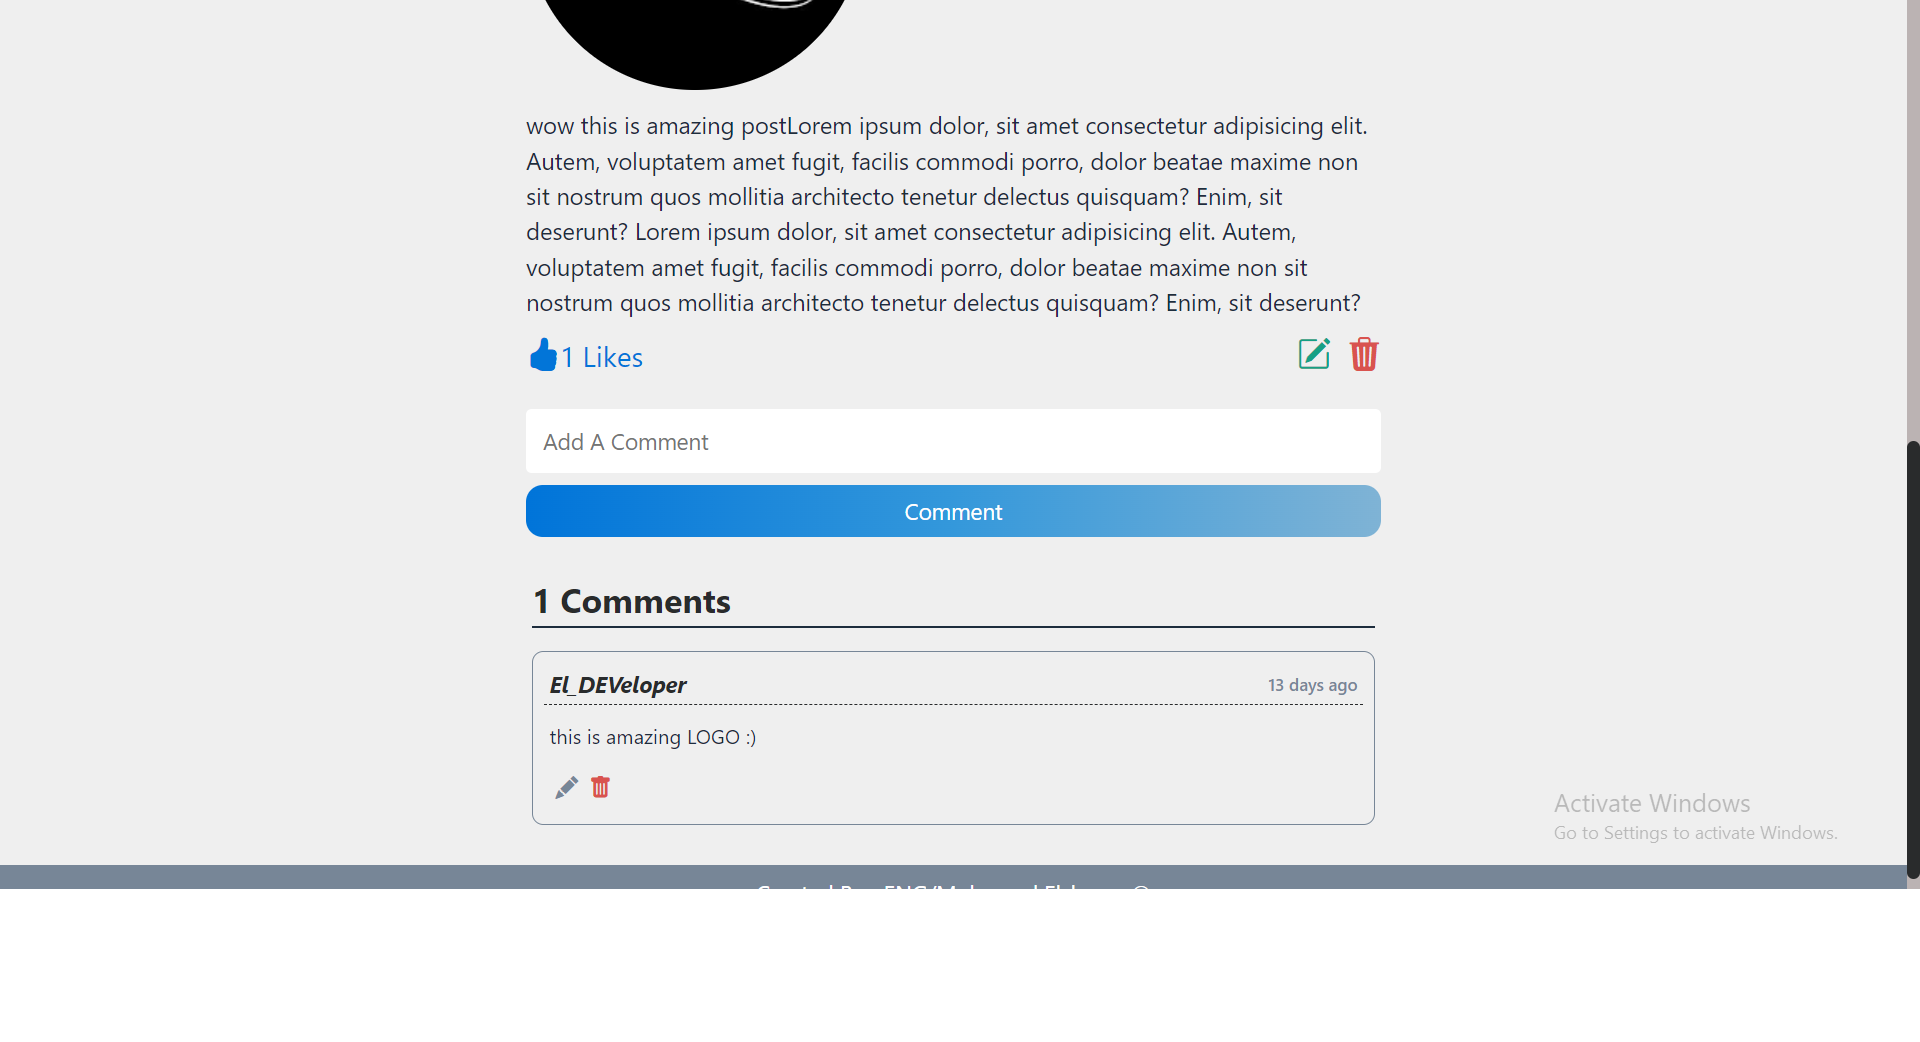 wow this is amazing postLorem ipsum dolor, sit amet consectetur adipisicing elit.
Autem, voluptatem amet fugit, facilis commodi porro, dolor beatae maxime non
sit nostrum quos mollitia architecto tenetur delectus quisquam? Enim, sit
deserunt? Lorem ipsum dolor, sit amet consectetur adipisicing elit. Autem,
voluptatem amet fugit, facilis commodi porro, dolor beatae maxime non sit
nostrum quos mollitia architecto tenetur delectus quisquam? Enim, sit deserunt?
1 Likes
Add A Comment
Comment
1 Comments
El_DEVeloper 13 days ago
this is amazing LOGO :)
Activate Windows
Go to Settings to activate Windows.